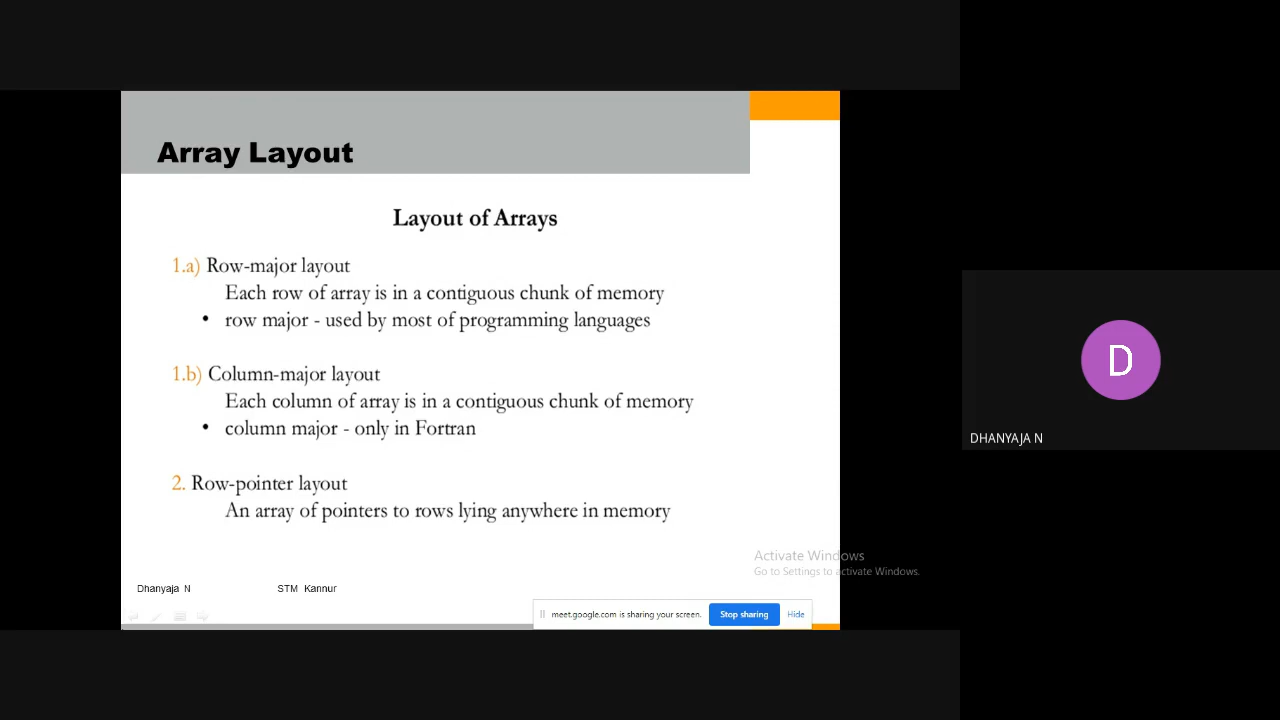 Array Layout
Layout of Arrays
1.a) Row-major layout
Each row of array is in a contiguous chunk of memory
• row major - used by most of programming languages
1.b) Column-major layout
Each column of array is in a contiguous chunk of memory
• column major - only in Fortran
2. Row-pointer layout
An array of pointers to rows lying anywhere in memory
Activate Windows
Go to Settings to activate Windows.
Dhanyaja N STM Kannur
meet.google.com is sharing your screen. Stop sharing Hide
D
DHANYAJA N